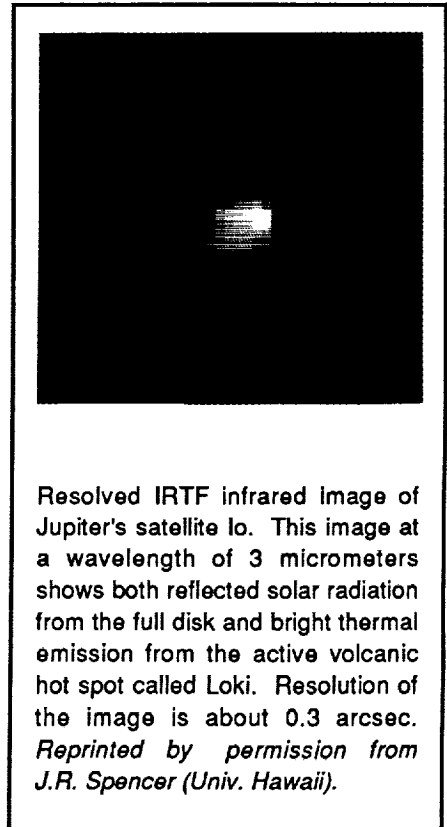 Resolved IRTF infrared image of
Jupiter's satellite Io. This image at
a wavelength of 3 micrometers
shows both reflected solar radiation
from the full disk and bright thermal
emission from the active volcanic
hot spot called Loki. Resolution of
the image is about 0.3 arcsec.
Reprinted by permission from
J.R. Spencer (Univ. Hawaii).